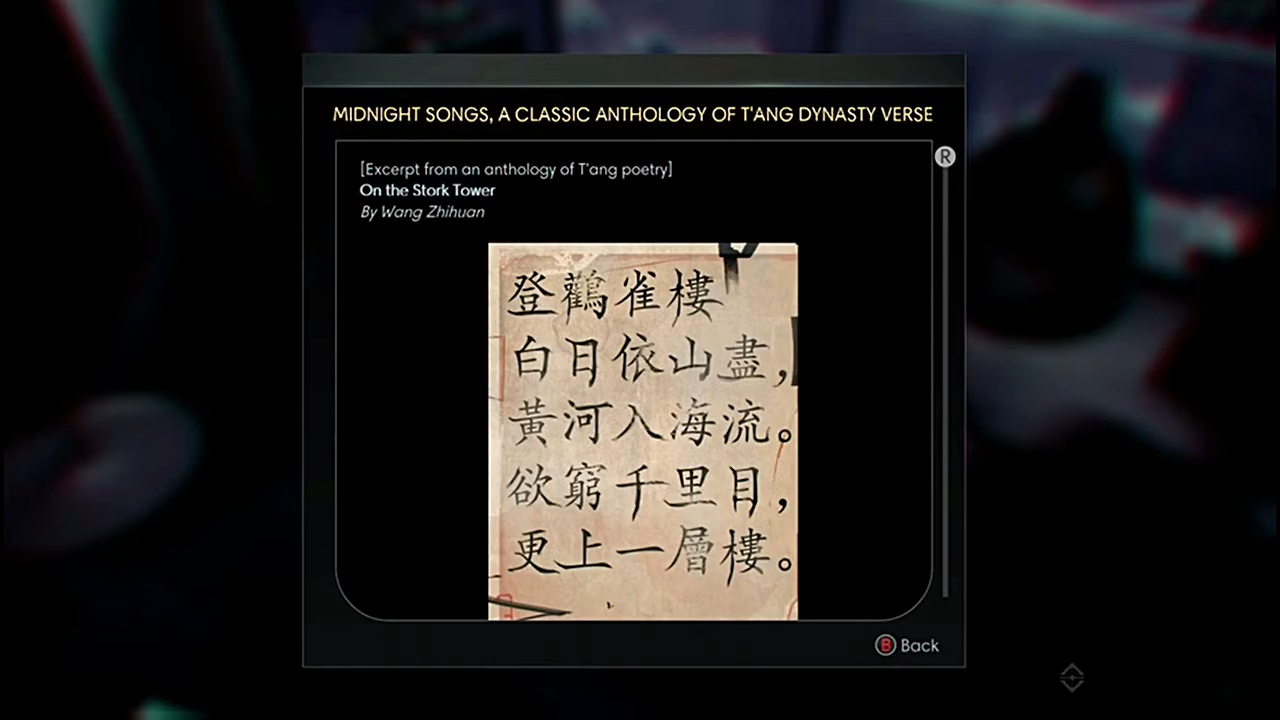 MIDNIGHT SONGS, A CLASSIC ANTHOLOGY OF T'ANG DYNASTY VERSE
[Excerpt from an anthology of T'ang poetry]
On the Stork Tower
By Wang Zhihuan
登鸛雀樓
白日依山盡，
黃河入海流。
欲窮千里目，
更上一層樓。
R
B Back